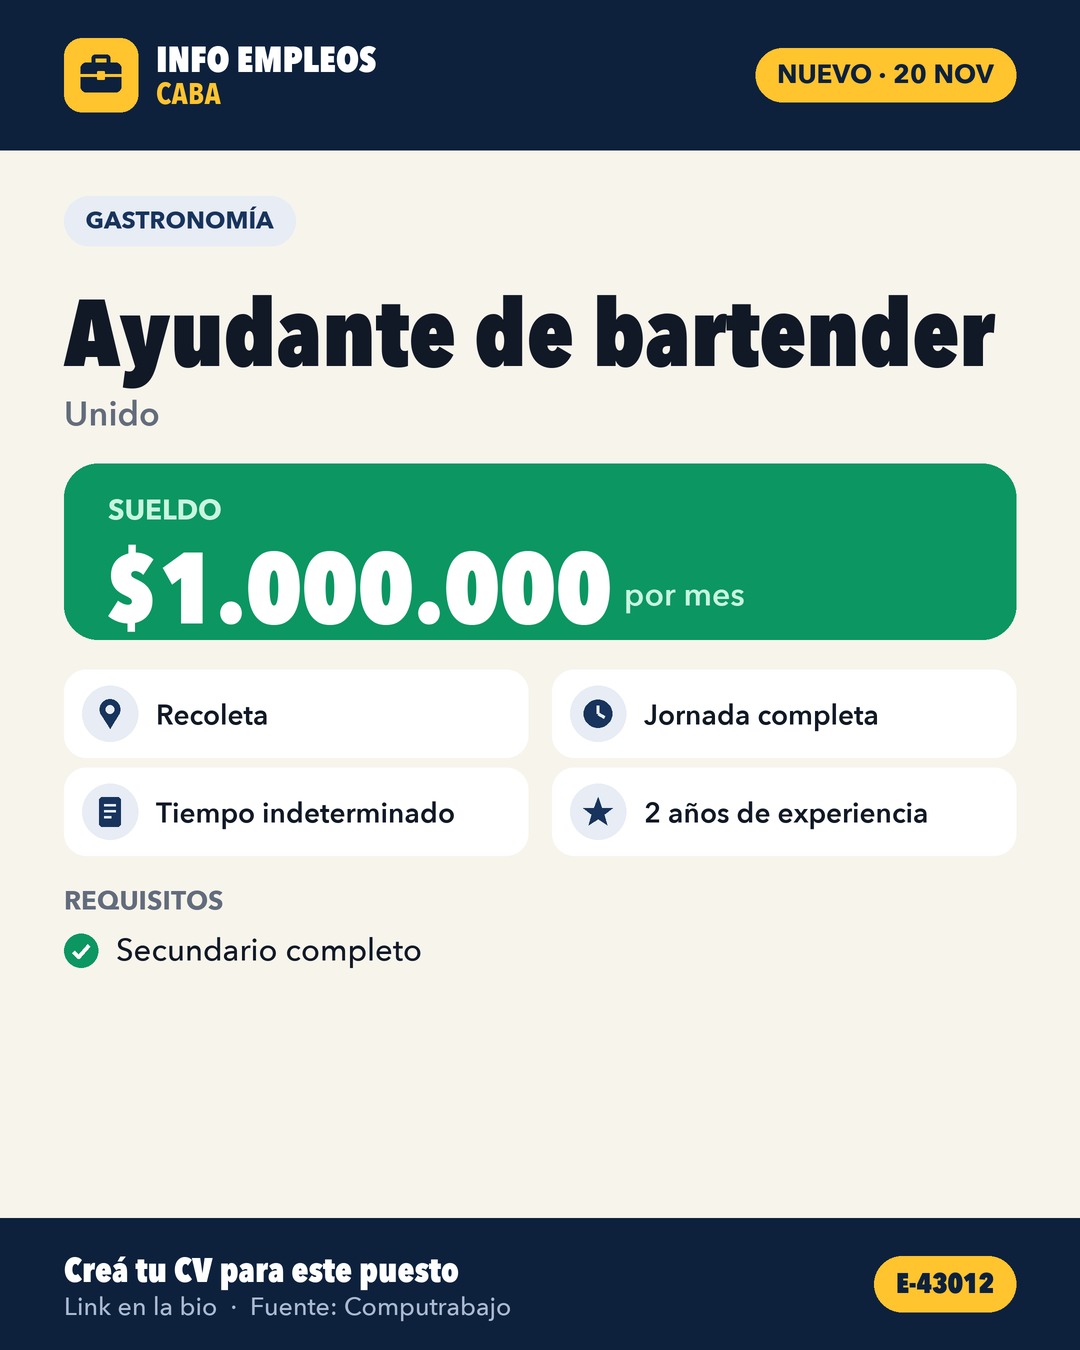 INFO EMPLEOS
CABA
NUEVO · 20 NOV
GASTRONOMÍA
Ayudante de bartender
Unido
SUELDO
$1.000.000 por mes
Recoleta
Jornada completa
Tiempo indeterminado
2 años de experiencia
REQUISITOS
Secundario completo
Creá tu CV para este puesto
Link en la bio · Fuente: Computrabajo
E-43012